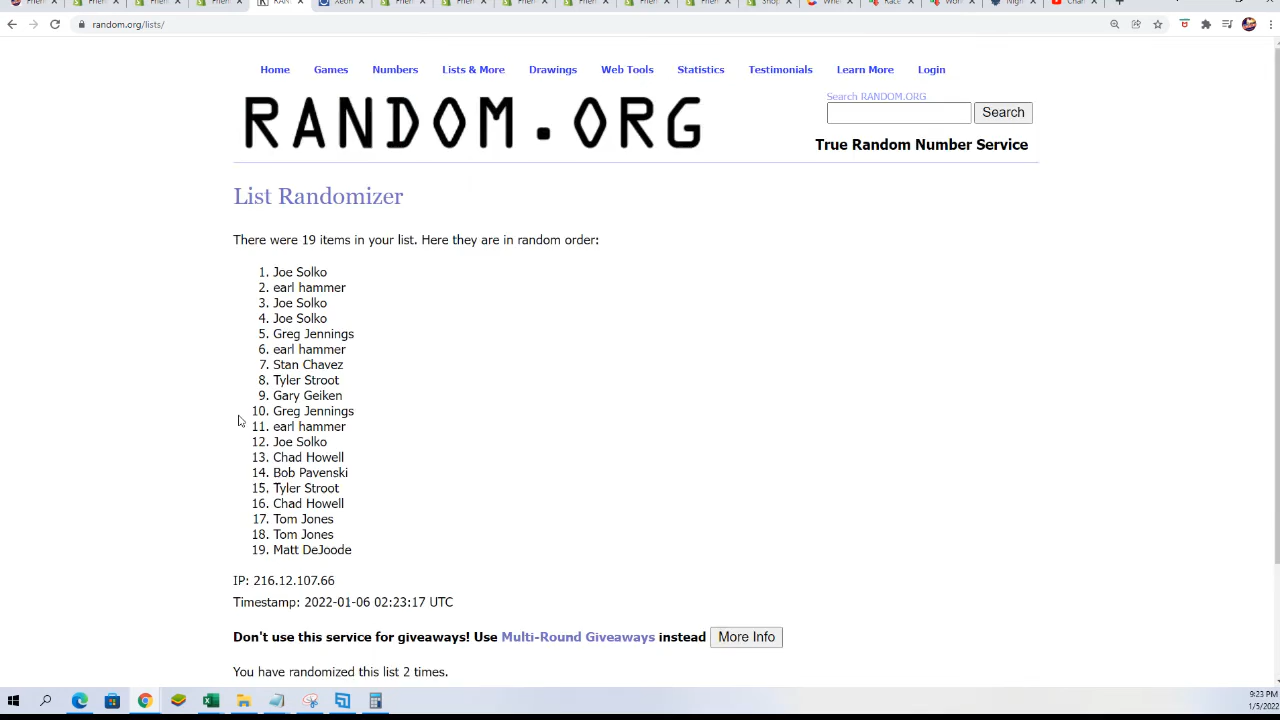 random.org/lists/
Home Games Numbers Lists & More Drawings Web Tools Statistics Testimonials Learn More Login
RANDOM.ORG
Search RANDOM.ORG
Search
True Random Number Service
List Randomizer
There were 19 items in your list. Here they are in random order:
1. Joe Solko
2. earl hammer
3. Joe Solko
4. Joe Solko
5. Greg Jennings
6. earl hammer
7. Stan Chavez
8. Tyler Stroot
9. Gary Geiken
10. Greg Jennings
11. earl hammer
12. Joe Solko
13. Chad Howell
14. Bob Pavenski
15. Tyler Stroot
16. Chad Howell
17. Tom Jones
18. Tom Jones
19. Matt DeJoode
IP: 216.12.107.66
Timestamp: 2022-01-06 02:23:17 UTC
Don't use this service for giveaways! Use Multi-Round Giveaways instead More Info
You have randomized this list 2 times.
9:23 PM
1/5/2022